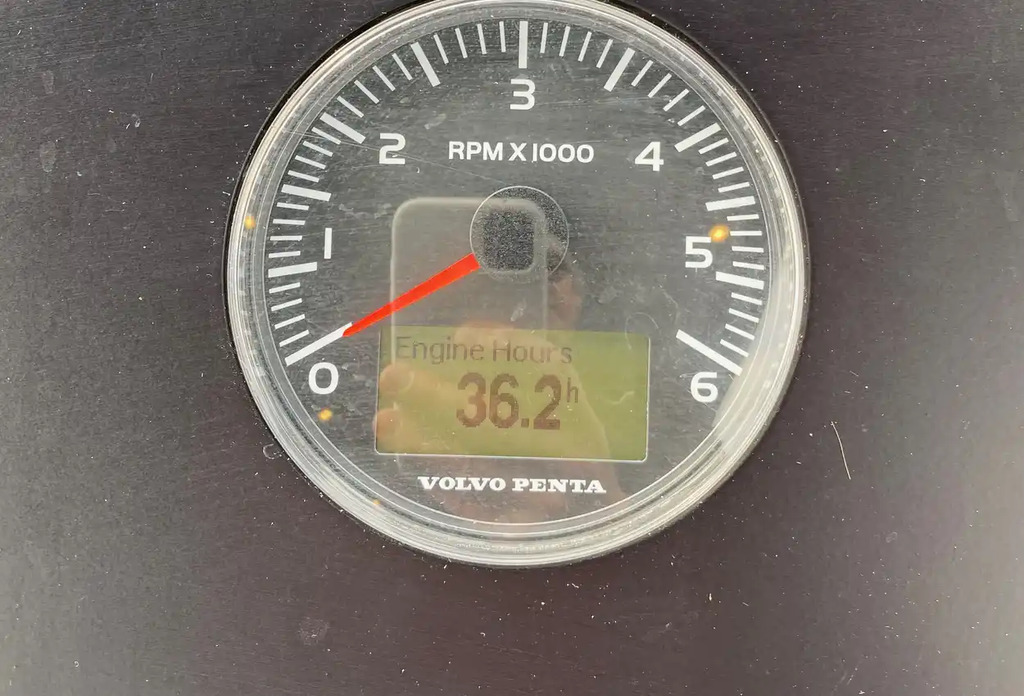 3
2 RPM X 1000 4
1 5
Engine Hours
0 36.2h 6
VOLVO PENTA